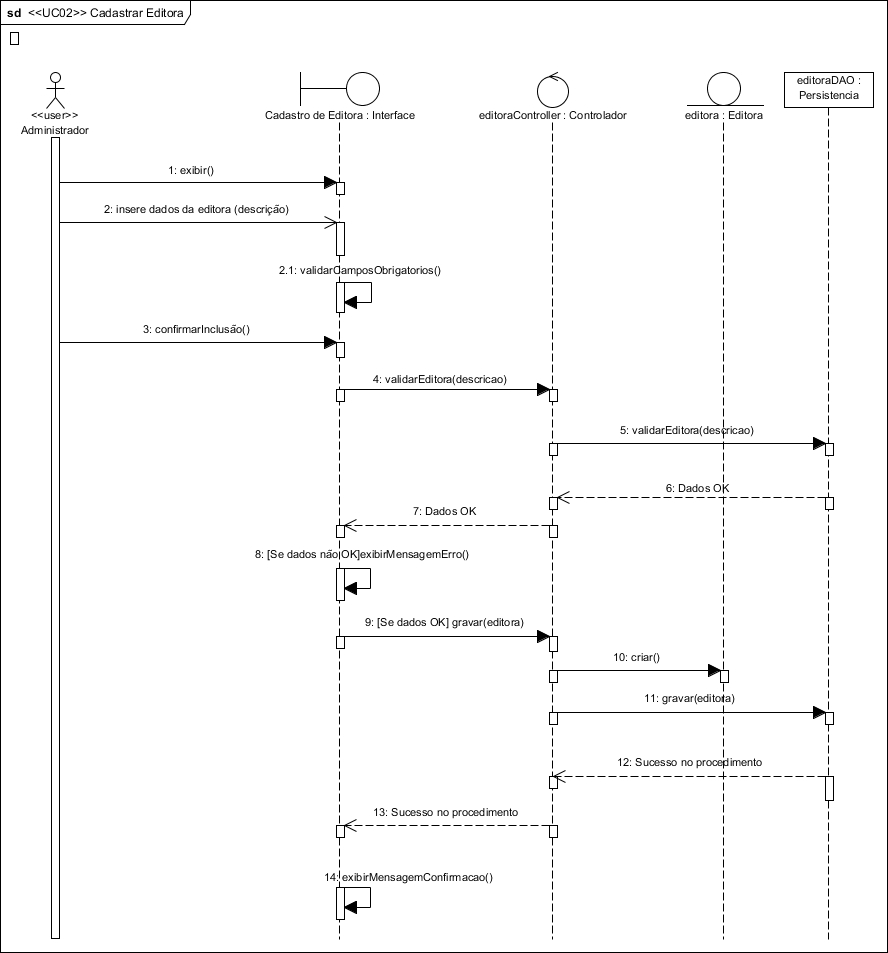 sd <<UC02>> Cadastrar Editora
<<user>>
Administrador
Cadastro de Editora : Interface
editoraController : Controlador
editora : Editora
editoraDAO :
Persistencia
1: exibir()
2: insere dados da editora (descrição)
2.1: validarCamposObrigatorios()
3: confirmarInclusão()
4: validarEditora(descricao)
5: validarEditora(descricao)
6: Dados OK
7: Dados OK
8: [Se dados não OK]exibirMensagemErro()
9: [Se dados OK] gravar(editora)
10: criar()
11: gravar(editora)
12: Sucesso no procedimento
13: Sucesso no procedimento
14: exibirMensagemConfirmacao()